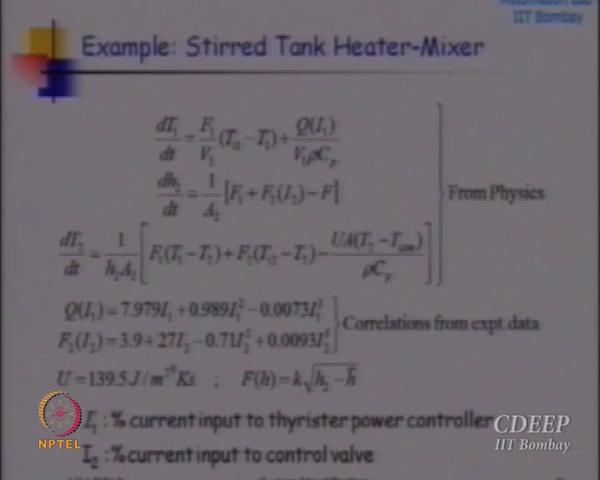 Automation Lab
IIT Bombay
Example: Stirred Tank Heater-Mixer
dT₁/dt = F₁/V₁ (Tᵢ₁ − T₁) + Q(I₁)/(V₁ρCₚ)
dh₂/dt = 1/A₂ [F₁ + F₂(I₂) − F]
From Physics
dT₂/dt = 1/(h₂A₂) [F₁(T₁ − T₂) + F₂(Tᵢ₂ − T₂) − UA(T₂ − Tₐₜₘ)/(ρCₚ)]
Q(I₁) = 7.979I₁ + 0.989I₁² − 0.0073I₁³
Correlations from expt. data
F₂(I₂) = 3.9 + 27I₂ − 0.71I₂² + 0.0093I₂³
U = 139.5 J/m²⁰Ks ; F(h) = k√(h₂ − h̄)
I₁ : % current input to thyrister power controller
I₂ : % current input to control valve
NPTEL
CDEEP
IIT Bombay